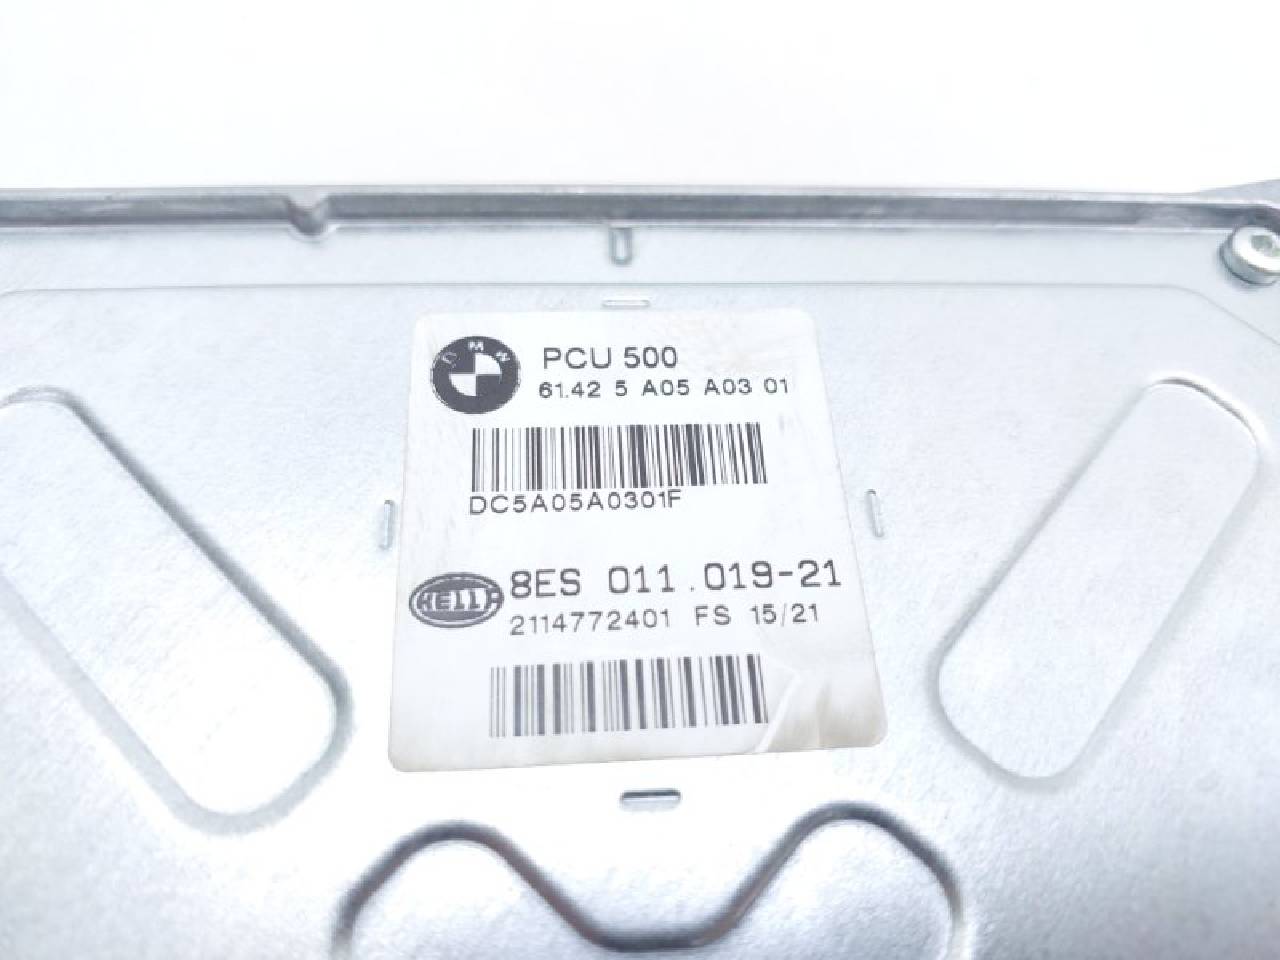 BMW
PCU 500
61.42 5 A05 A03 01
DC5A05A0301F
HELLA
8ES 011.019-21
2114772401 FS 15/21